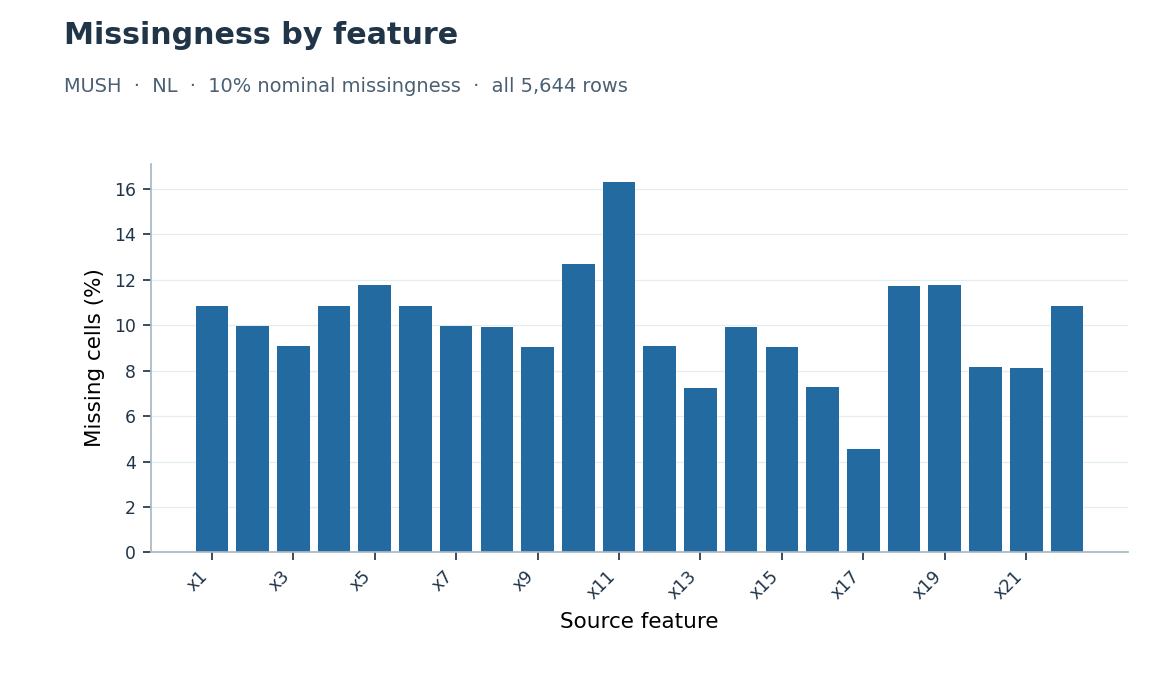 Missingness by feature
MUSH · NL · 10% nominal missingness · all 5,644 rows
Missing cells (%)
16
14
12
10
8
6
4
2
0
x1 x3 x5 x7 x9 x11 x13 x15 x17 x19 x21
Source feature